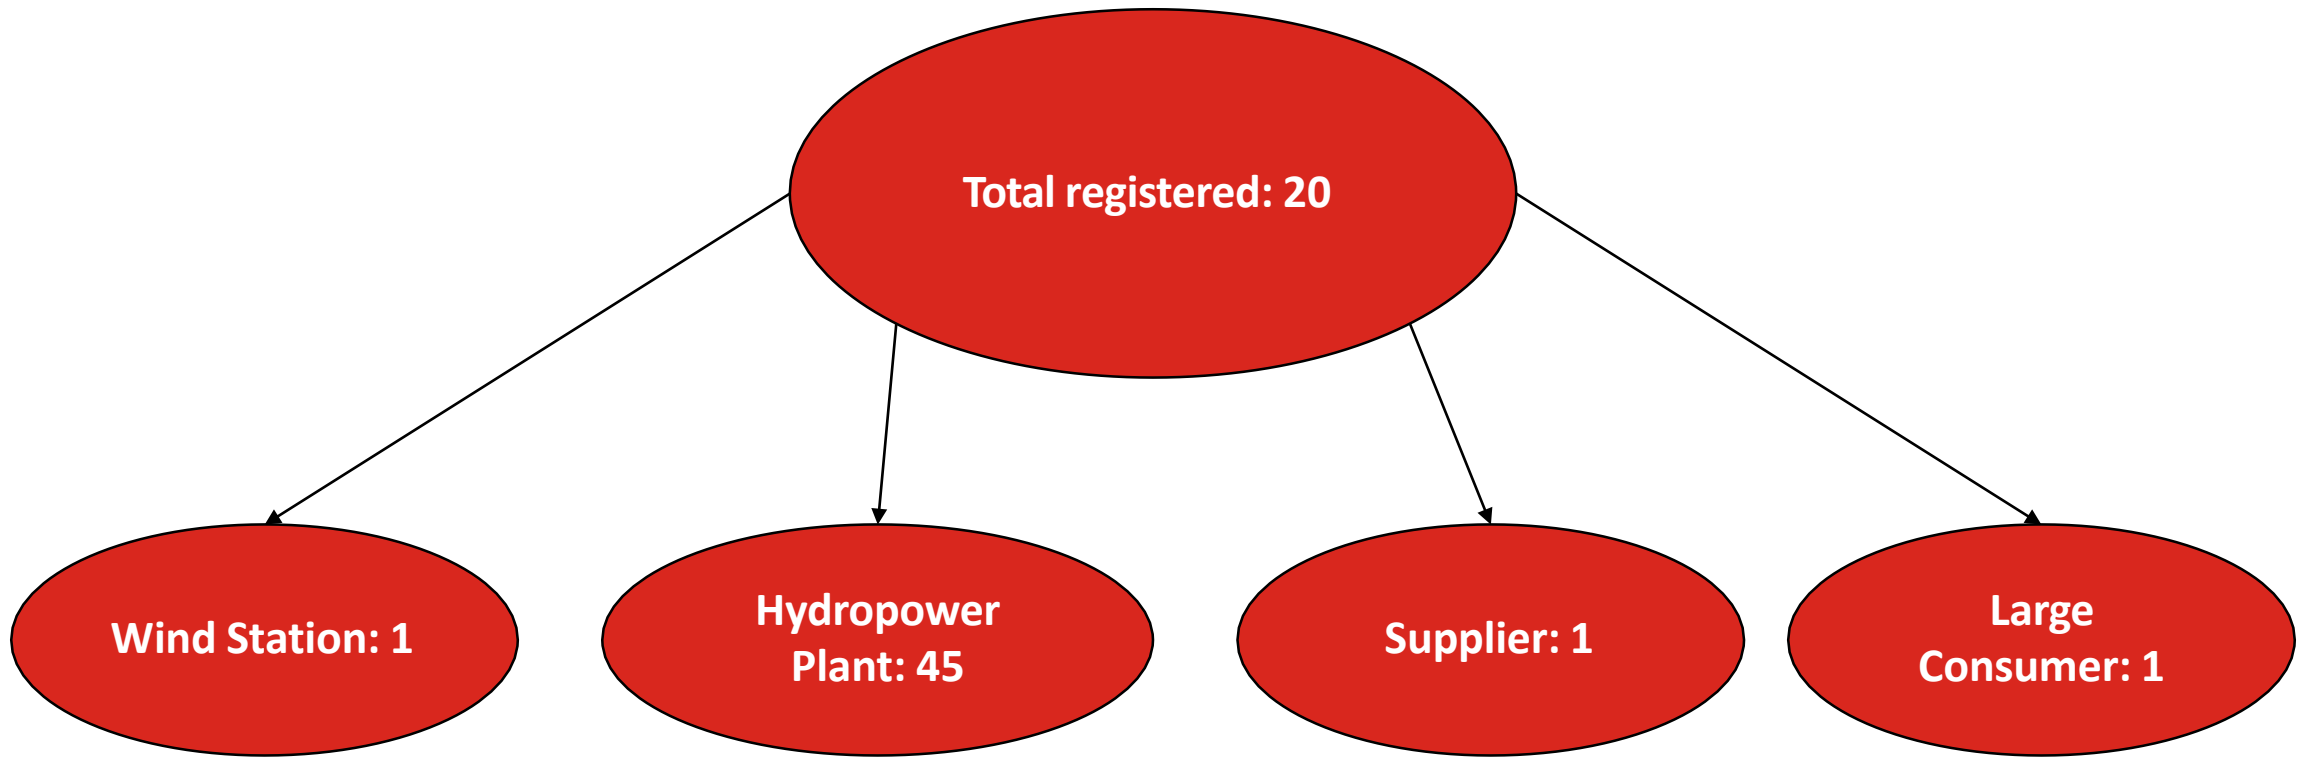 Total registered: 20
Wind Station: 1
Hydropower
Plant: 45
Supplier: 1
Large
Consumer: 1